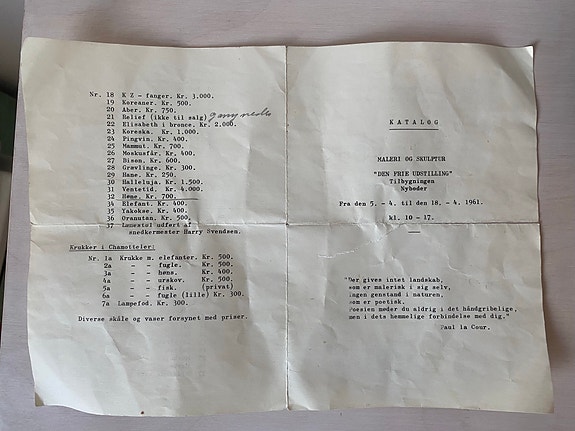 Nr. 18 K Z - fanger. Kr. 3.000.
19 Koreaner. Kr. 500.
20 Aber. Kr. 750.
21 Relief (ikke til salg)
22 Elisabeth i bronce. Kr. 2.000.
23 Koreska. Kr. 1.000.
24 Pingvin. Kr. 400.
25 Mammut. Kr. 700.
26 Moskusfår. Kr. 400.
27 Bison. Kr. 600.
28 Grævlinge. Kr. 300.
29 Hane. Kr. 250.
30 Halleluja. Kr. 1.500.
31 Ventetid. Kr. 4.000.
32 Høne. Kr. 700.
34 Elefant. Kr. 400.
35 Yakokse. Kr. 400.
36 Oranutan. Kr. 500.
37 Lænestol udført af
snedkermester Harry Svendsen.
Krukker i Chamotteler:
Nr. 1a Krukke m. elefanter. Kr. 500.
2a - - fugle. Kr. 500.
3a - - høns. Kr. 400.
4a - - urskov. Kr. 500.
5a - - fisk. (privat)
6a - - fugle (lille) Kr. 300.
7a Lampefod. Kr. 300.
Diverse skåle og vaser forsynet med priser.
KATALOG
MALERI OG SKULPTUR
"DEN FRIE UDSTILLING"
Tilbygningen
Nyboder
Fra den 5. - 4. til den 18. - 4. 1961.
kl. 10 - 17.
"Der gives intet landskab,
som er malerisk i sig selv,
ingen genstand i naturen,
som er poetisk.
Poesien møder du aldrig i det håndgribelige,
men i dets hemmelige forbindelse med dig."
Paul la Cour.